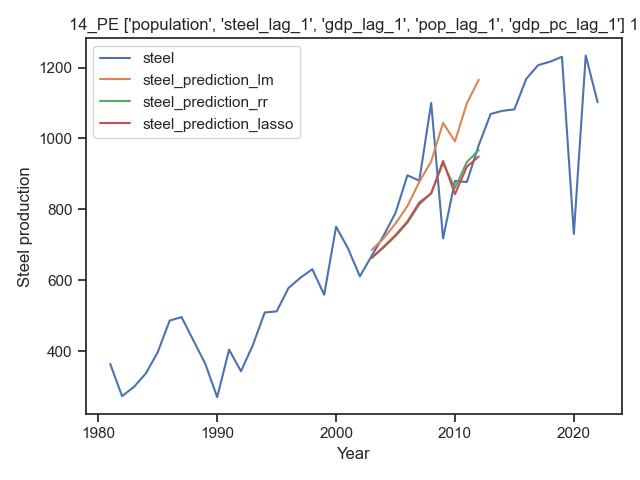 14_PE ['population', 'steel_lag_1', 'gdp_lag_1', 'pop_lag_1', 'gdp_pc_lag_1'] 1
steel
steel_prediction_lm
steel_prediction_rr
steel_prediction_lasso
1200
1000
800
600
400
Steel production
1980
1990
2000
2010
2020
Year